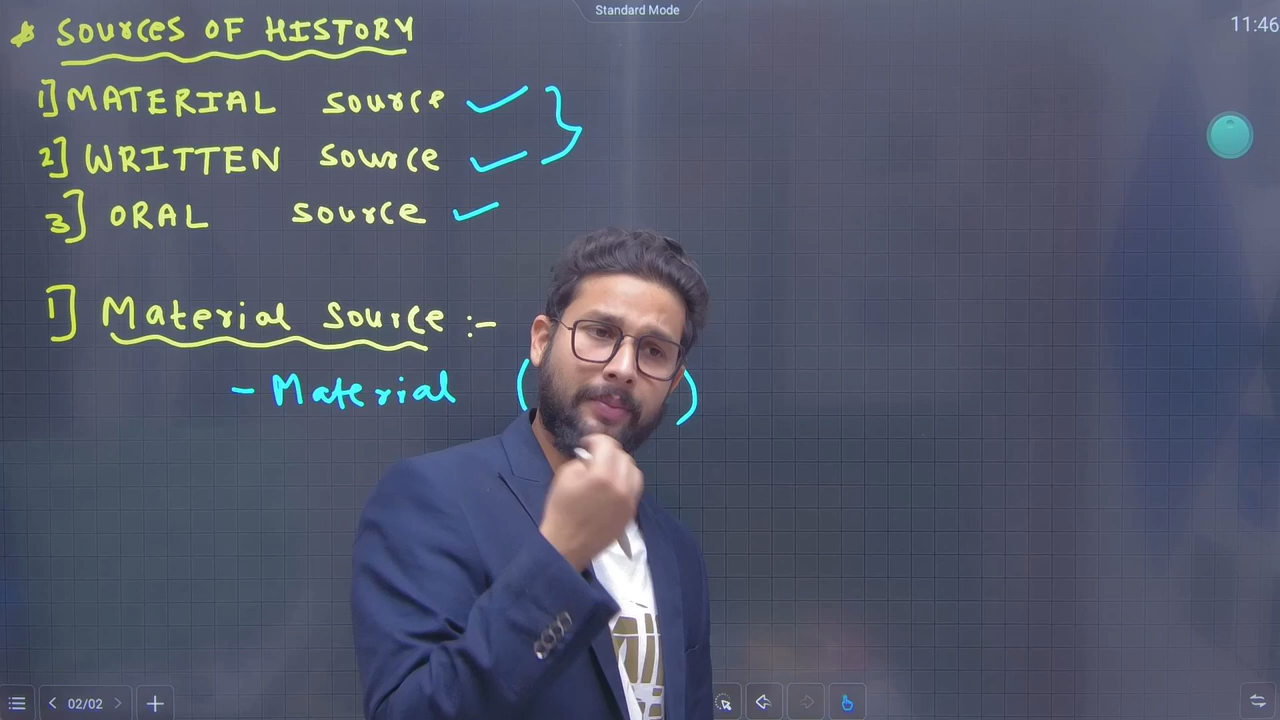 Standard Mode
11:46
* Sources OF HISTORY
1] MATERIAL source
2] WRITTEN source
3] ORAL source
1] Material Source :-
- Material ( )
02/02